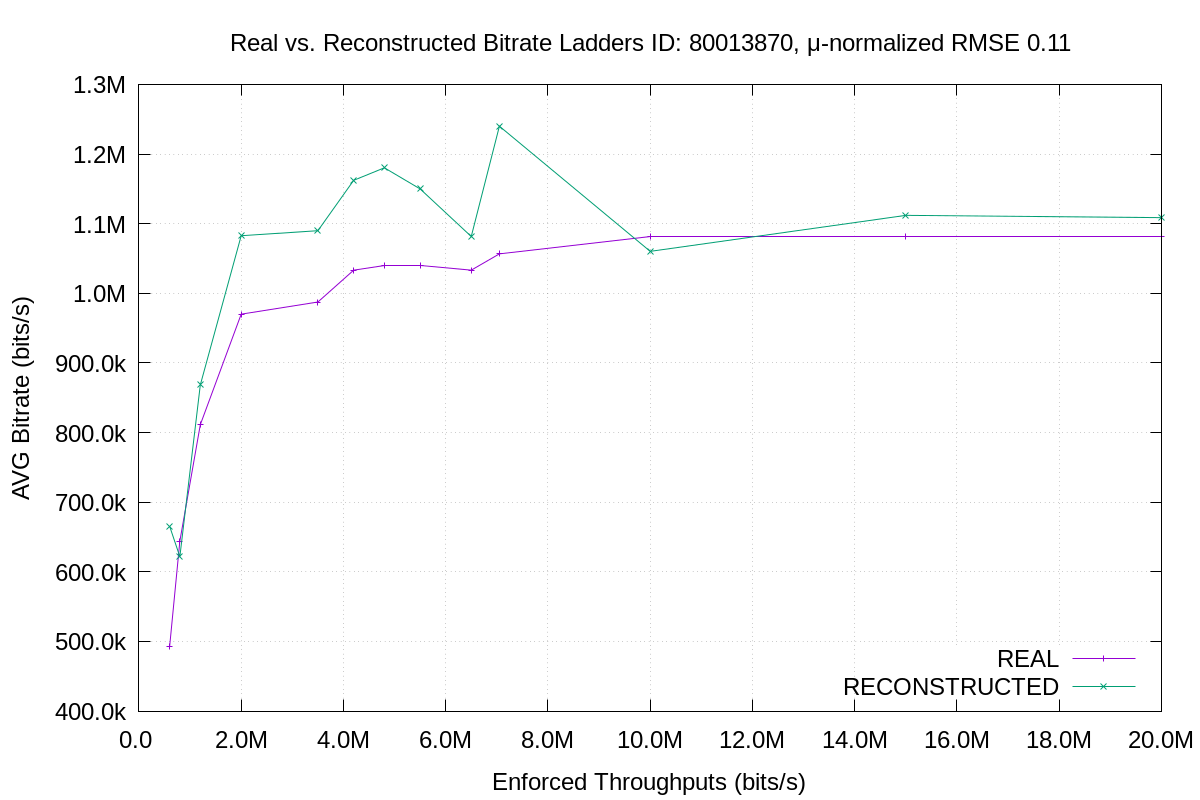 Real vs. Reconstructed Bitrate Ladders ID: 80013870, μ-normalized RMSE 0.11
1.3M
1.2M
1.1M
1.0M
900.0k
800.0k
700.0k
600.0k
500.0k
400.0k
AVG Bitrate (bits/s)
REAL
RECONSTRUCTED
0.0 2.0M 4.0M 6.0M 8.0M 10.0M 12.0M 14.0M 16.0M 18.0M 20.0M
Enforced Throughputs (bits/s)